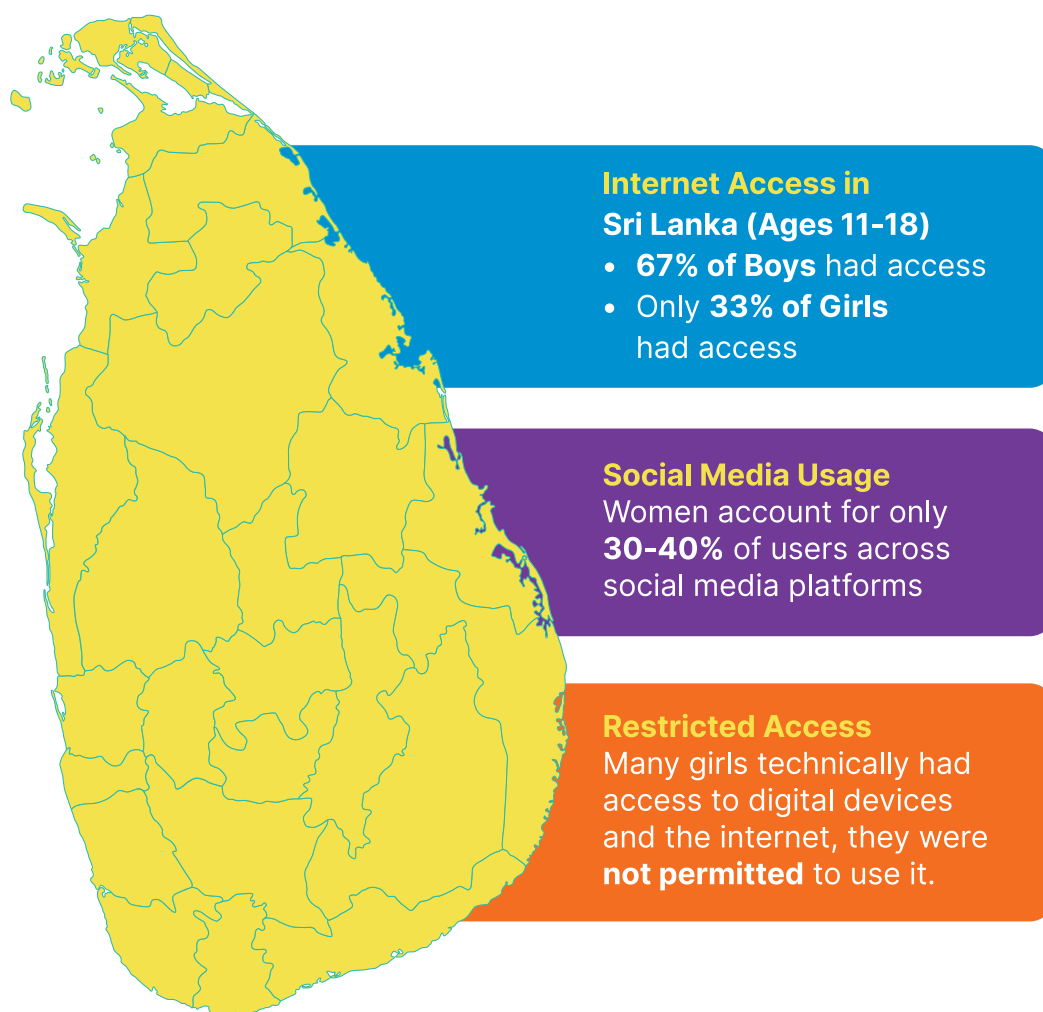 Internet Access in
Sri Lanka (Ages 11-18)
• 67% of Boys had access
• Only 33% of Girls
had access
Social Media Usage
Women account for only
30-40% of users across
social media platforms
Restricted Access
Many girls technically had
access to digital devices
and the internet, they were
not permitted to use it.